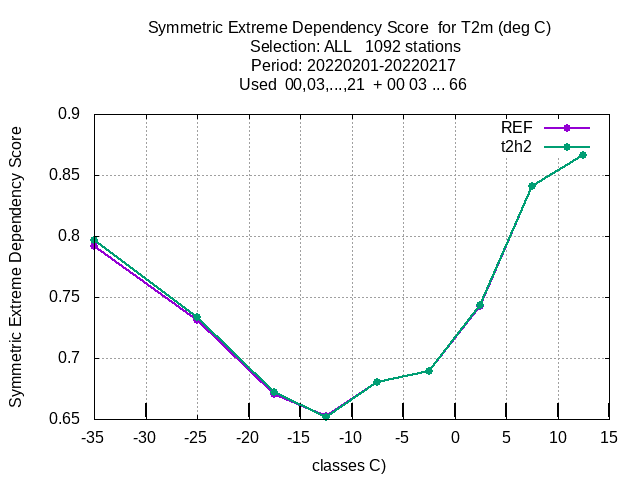 Symmetric Extreme Dependency Score  for T2m (deg C)
Selection: ALL   1092 stations
Period: 20220201-20220217
Used  00,03,...,21  + 00 03 ... 66
REF
t2h2
Symmetric Extreme Dependency Score
0.9
0.85
0.8
0.75
0.7
0.65
-35 -30 -25 -20 -15 -10 -5 0 5 10 15
classes C)